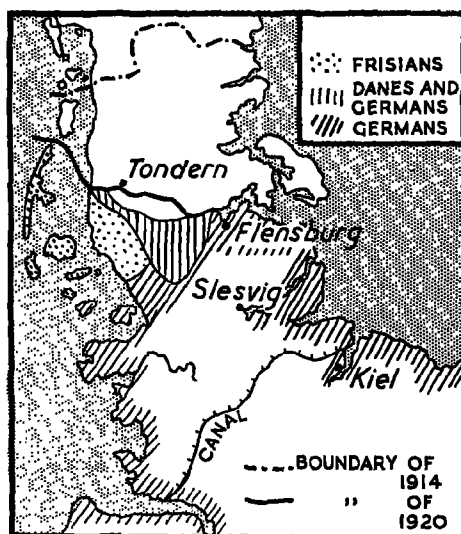 FRISIANS
DANES AND
GERMANS
GERMANS
Tondern
Flensburg
Slesvig
Kiel
CANAL
BOUNDARY OF
1914
" OF
1920